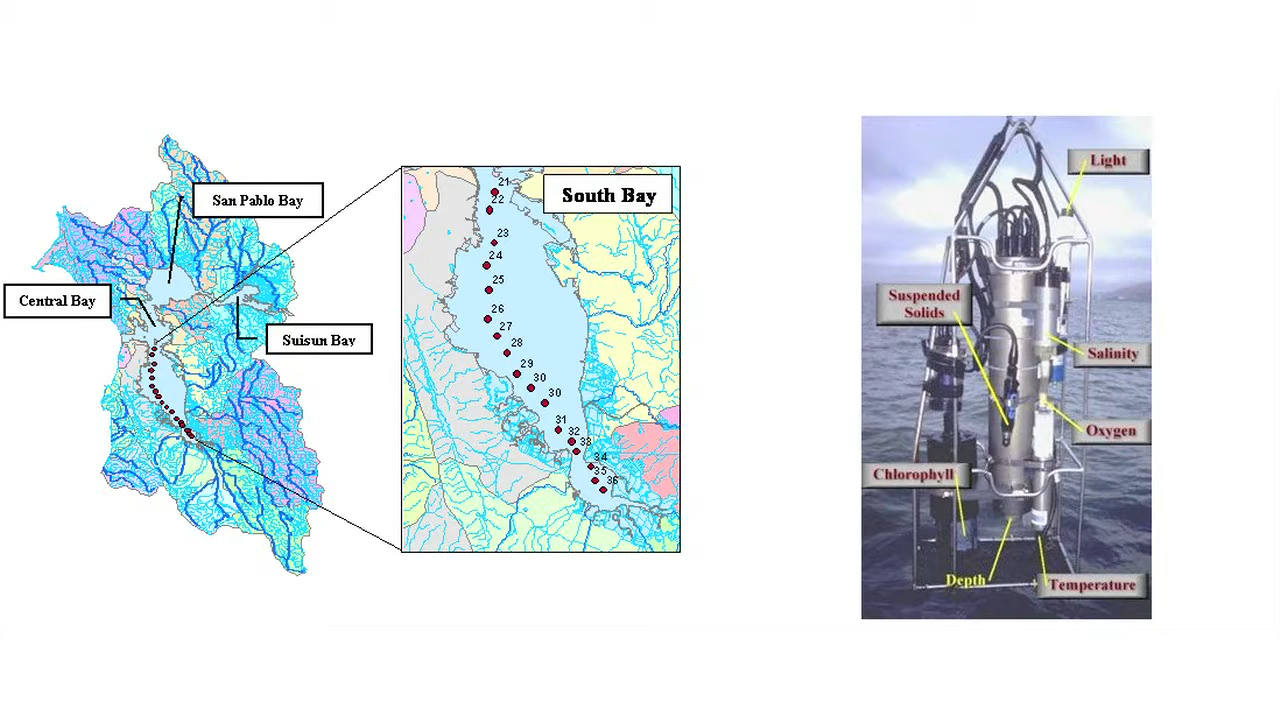 San Pablo Bay
Central Bay
Suisun Bay
South Bay
21
22
23
24
25
26
27
28
29
30
30
31
32
33
34
35
36
Light
Suspended
Solids
Salinity
Oxygen
Chlorophyll
Depth
Temperature